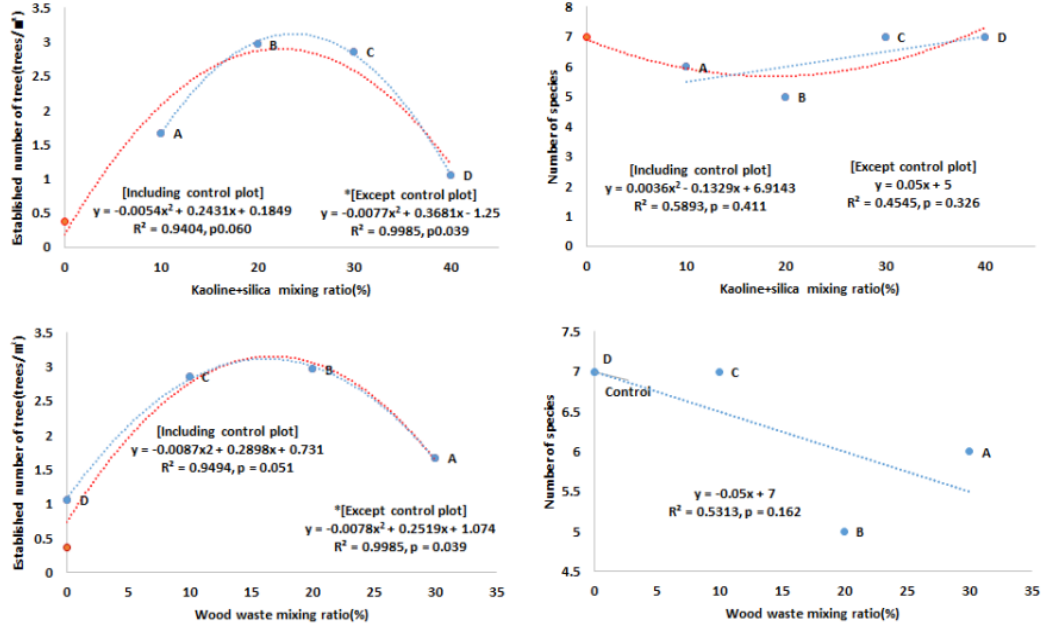 Established number of tree(trees/㎡)
3.5
3
2.5
2
1.5
1
0.5
0
A
B
C
D
[Including control plot]
y = -0.0054x² + 0.2431x + 0.1849
R² = 0.9404, p0.060
*[Except control plot]
y = -0.0077x² + 0.3681x - 1.25
R² = 0.9985, p0.039
0 10 20 30 40
Kaoline+silica mixing ratio(%)
Number of species
8
7
6
5
4
3
2
1
0
A
B
C
D
[Including control plot]
y = 0.0036x² - 0.1329x + 6.9143
R² = 0.5893, p = 0.411
[Except control plot]
y = 0.05x + 5
R² = 0.4545, p = 0.326
0 10 20 30 40
Kaoline+silica mixing ratio(%)
Established number of tree(trees/㎡)
3.5
3
2.5
2
1.5
1
0.5
0
D
C
B
A
[Including control plot]
y = -0.0087x2 + 0.2898x + 0.731
R² = 0.9494, p = 0.051
*[Except control plot]
y = -0.0078x² + 0.2519x + 1.074
R² = 0.9985, p = 0.039
0 5 10 15 20 25 30 35
Wood waste mixing ratio(%)
Number of species
7.5
7
6.5
6
5.5
5
4.5
D
Control
C
A
B
y = -0.05x + 7
R² = 0.5313, p = 0.162
0 5 10 15 20 25 30 35
Wood waste mixing ratio(%)